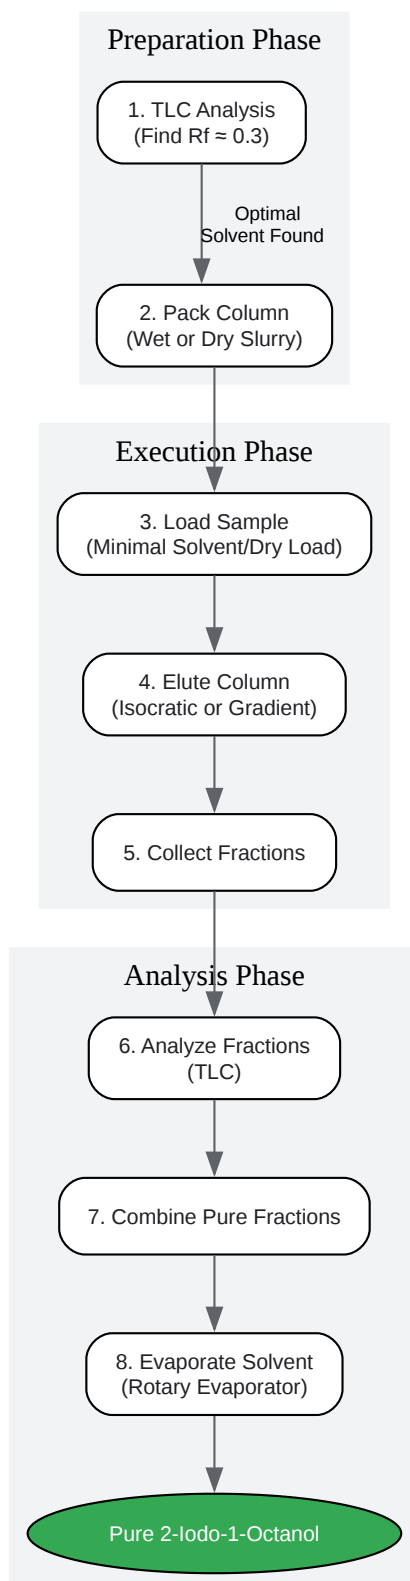 Preparation Phase
1. TLC Analysis
(Find Rf ≈ 0.3)
Optimal
Solvent Found
2. Pack Column
(Wet or Dry Slurry)
Execution Phase
3. Load Sample
(Minimal Solvent/Dry Load)
4. Elute Column
(Isocratic or Gradient)
5. Collect Fractions
Analysis Phase
6. Analyze Fractions
(TLC)
7. Combine Pure Fractions
8. Evaporate Solvent
(Rotary Evaporator)
Pure 2-Iodo-1-Octanol